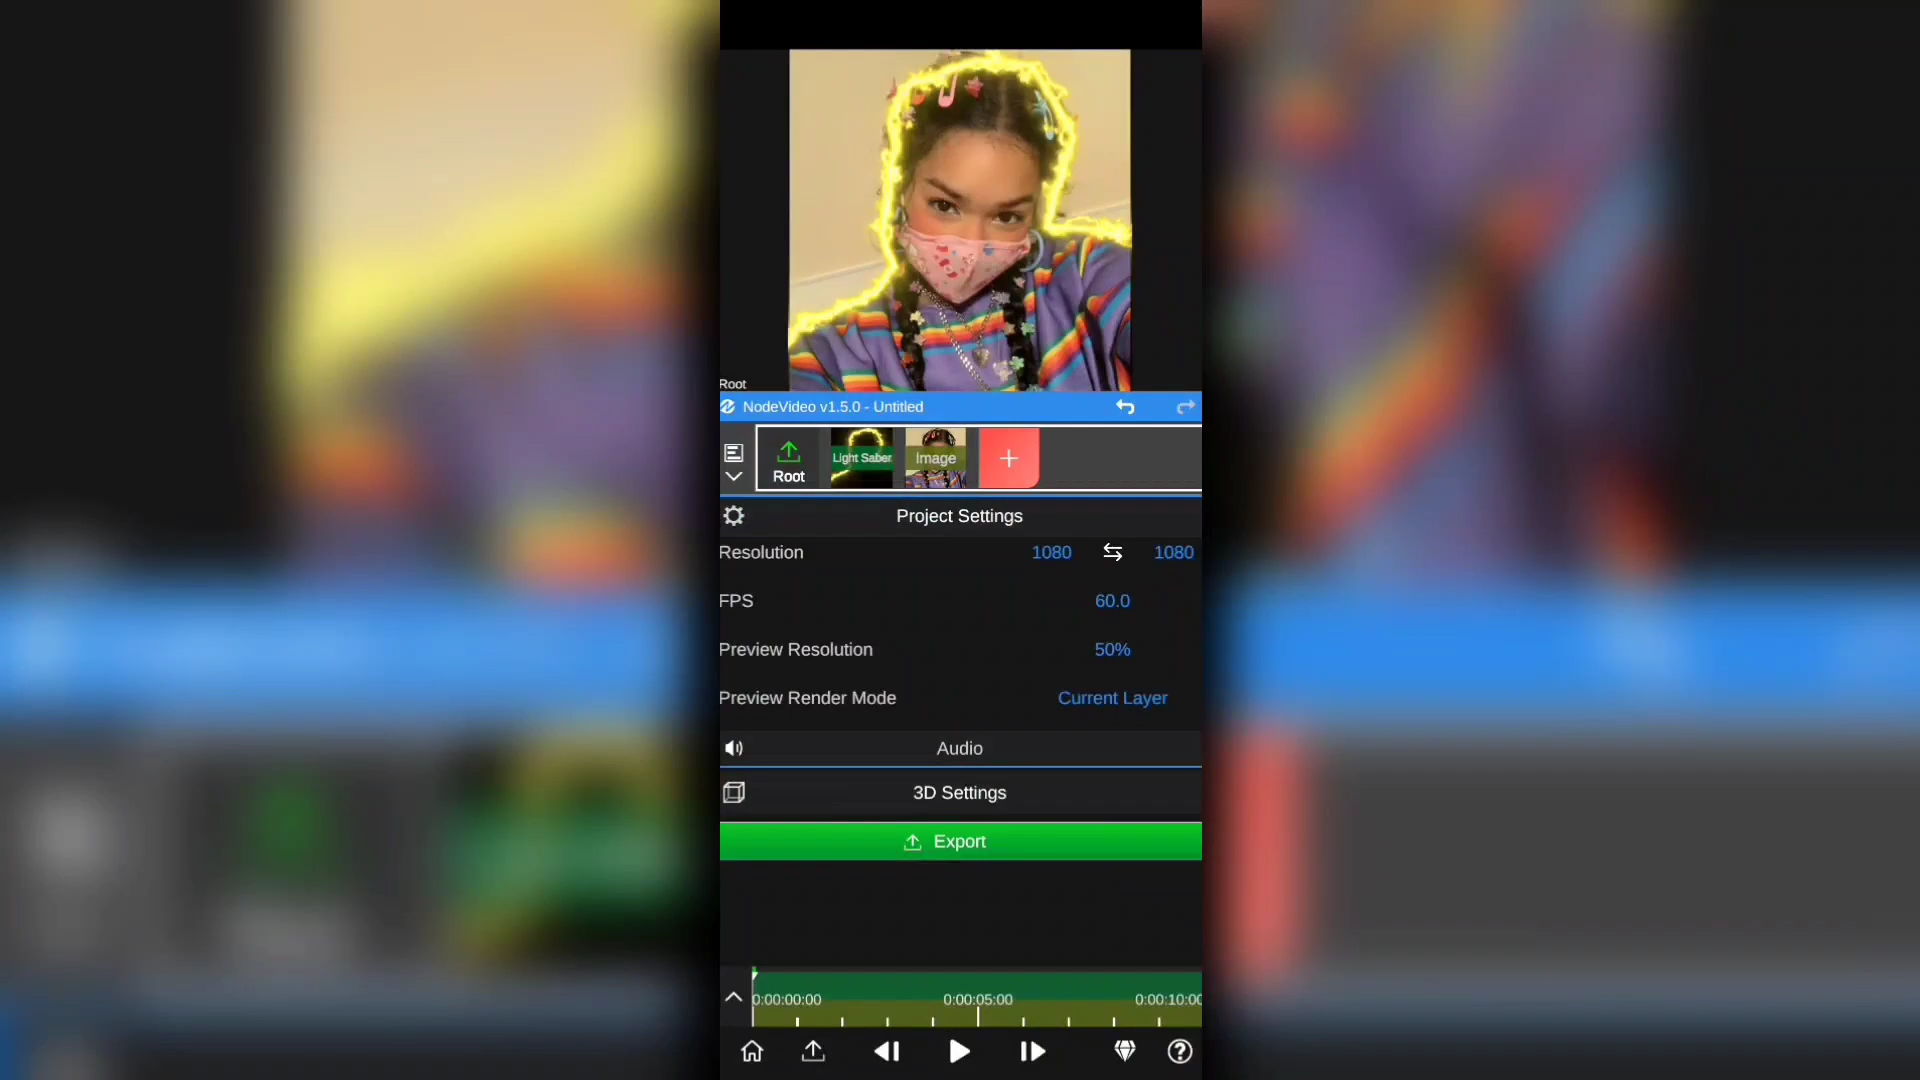 Root
NodeVideo v1.5.0 - Untitled
Root
Light Saber
Image
Project Settings
Resolution 1080 1080
FPS 60.0
Preview Resolution 50%
Preview Render Mode Current Layer
Audio
3D Settings
Export
0:00:00:00 0:00:05:00 0:00:10:00